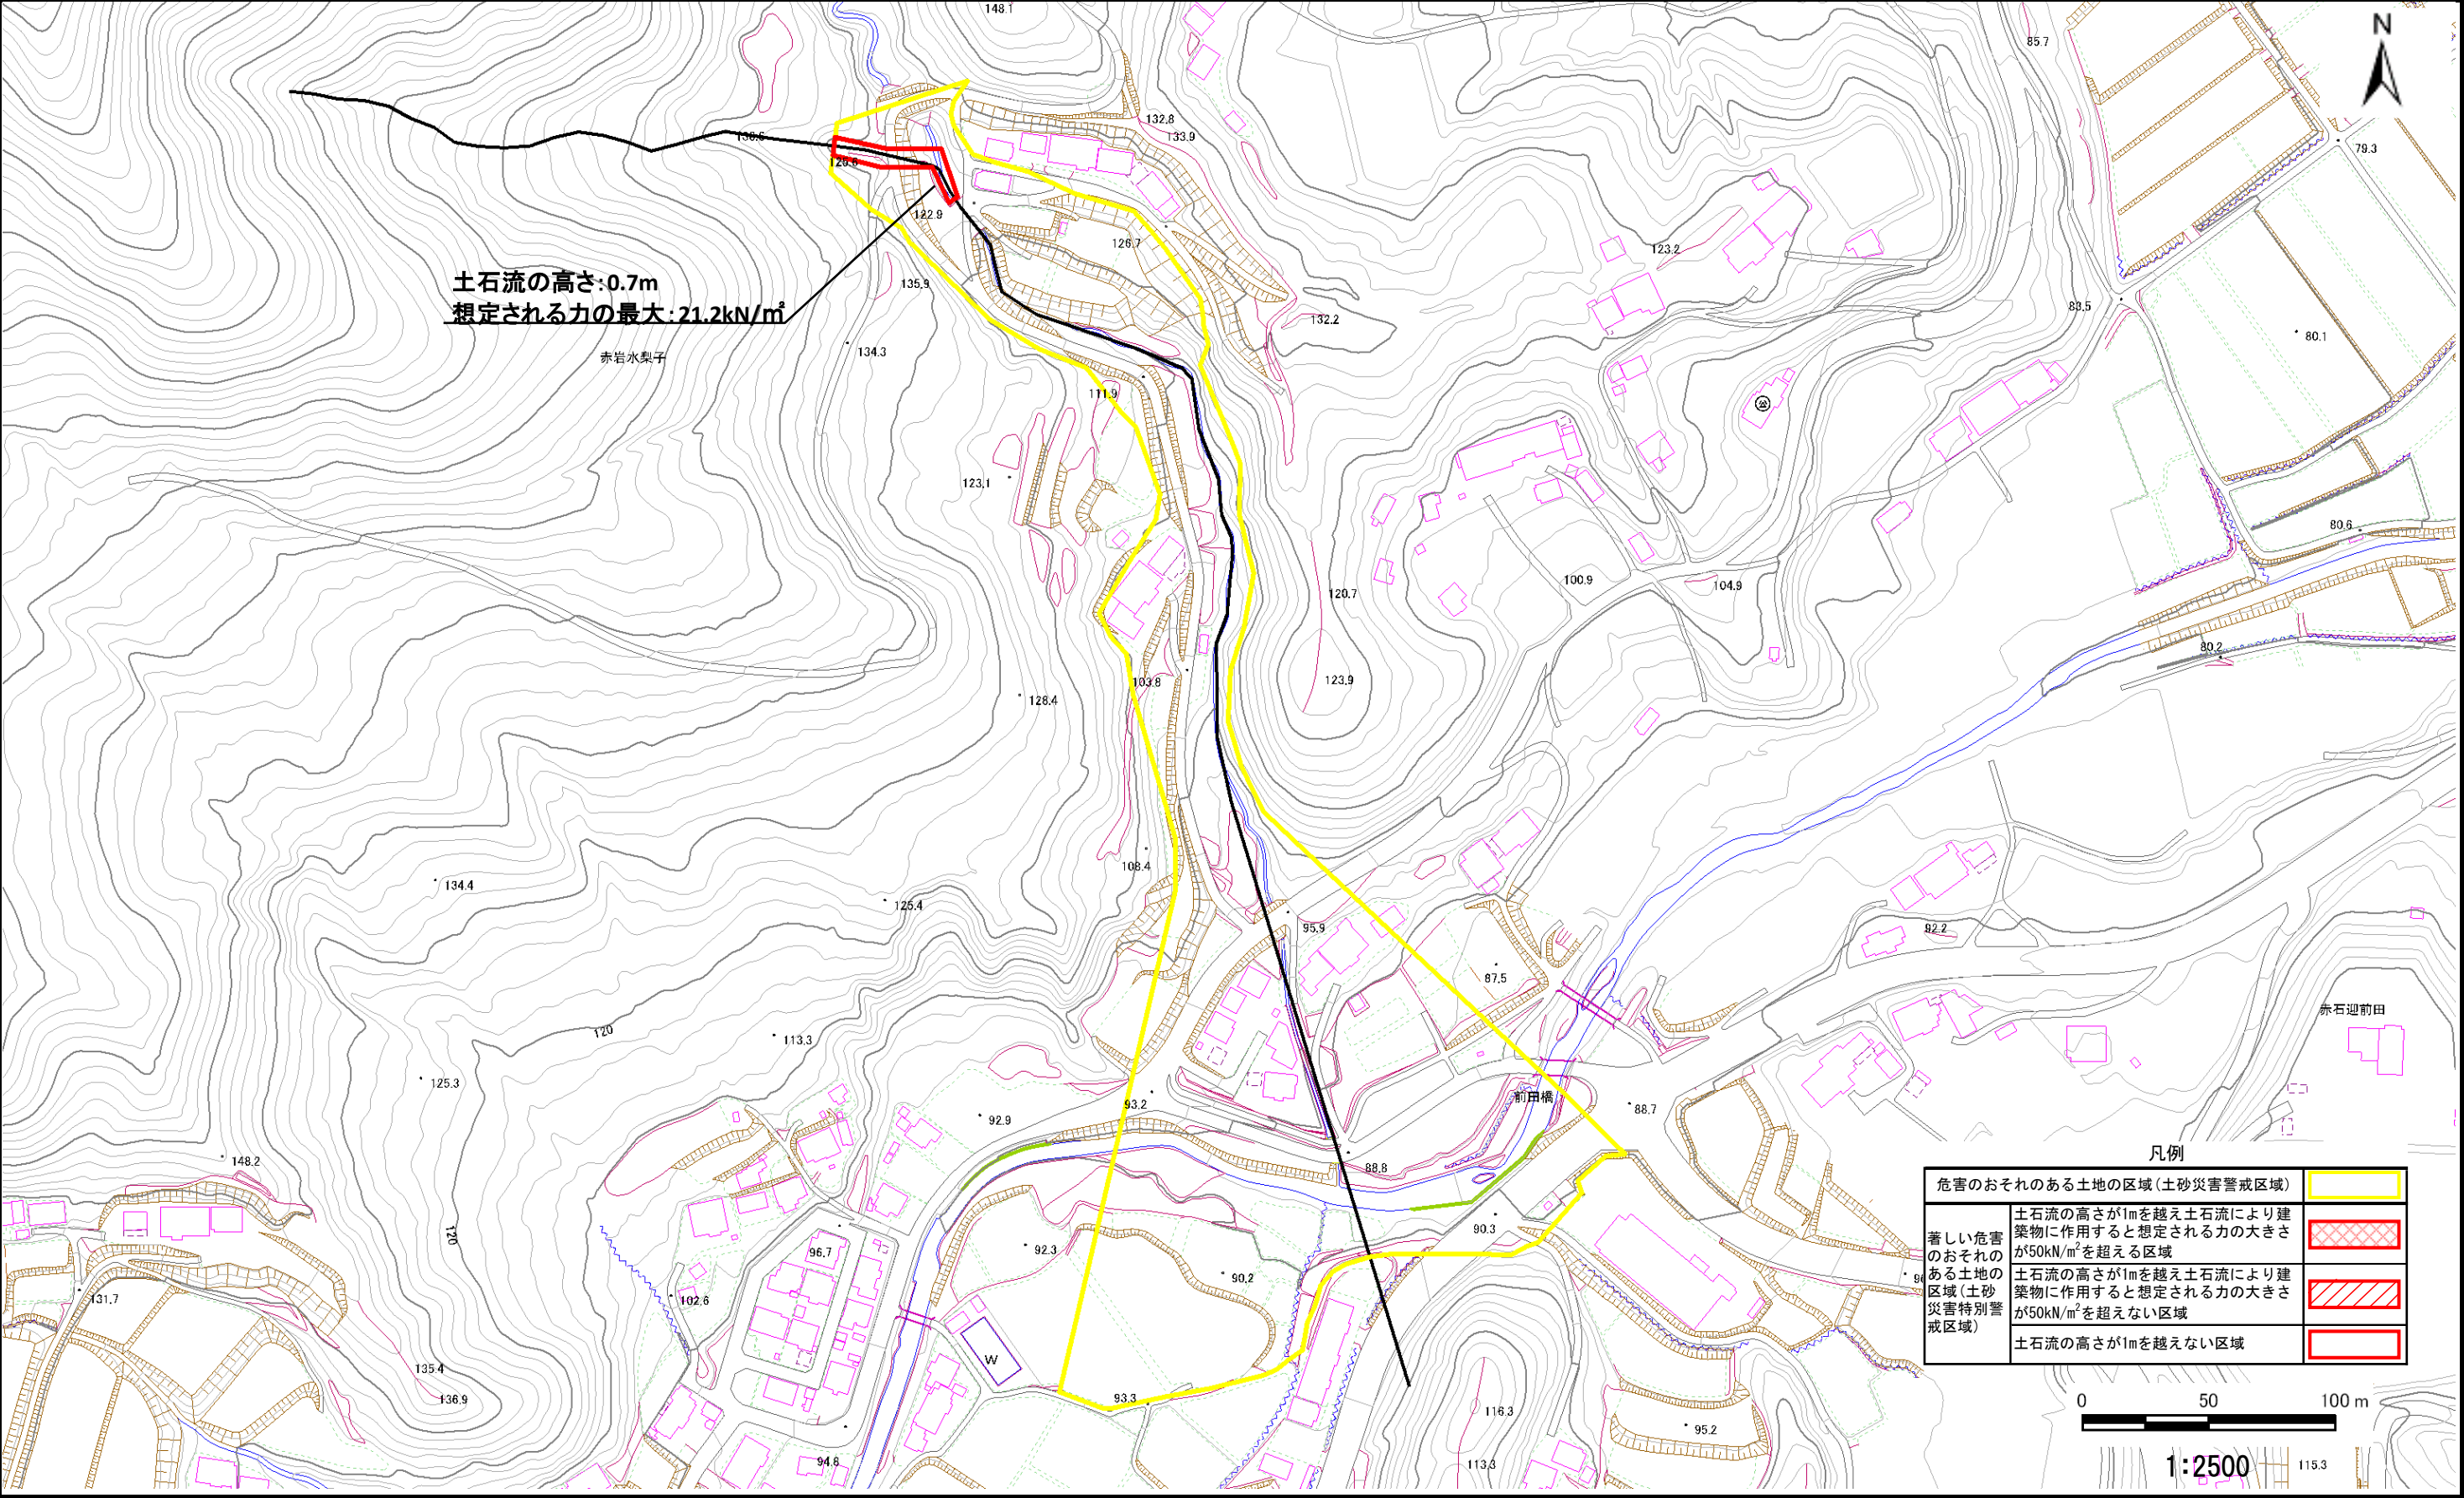 148.1
85.7
N
132.8
133.9
79.3
122.9
126.7
123.2
土石流の高さ:0.7m
135.9
83.5
想定される力の最大:21.2kN/㎡
132.2
80.1
赤岩水梨子
134.3
111.9
公
123.1
80.6
100.9
104.9
120.7
80.2
103.8
123.9
128.4
108.4
134.4
125.4
95.9
92.2
87.5
赤石迎前田
120
113.3
125.3
93.2
前田橋
88.7
92.9
148.2
88.8
凡例
危害のおそれのある土地の区域(土砂災害警戒区域)
著しい危害
のおそれの
ある土地の
区域(土砂
災害特別警
戒区域)
土石流の高さが1mを越え土石流により建
築物に作用すると想定される力の大きさ
が50kN/m²を超える区域
土石流の高さが1mを越え土石流により建
築物に作用すると想定される力の大きさ
が50kN/m²を超えない区域
土石流の高さが1mを越えない区域
120
90.3
96.7
92.3
90.2
131.7
102.6
W
135.4
136.9
93.3
116.3
95.2
0 50 100 m
94.8
113.3
1:2500
115.3